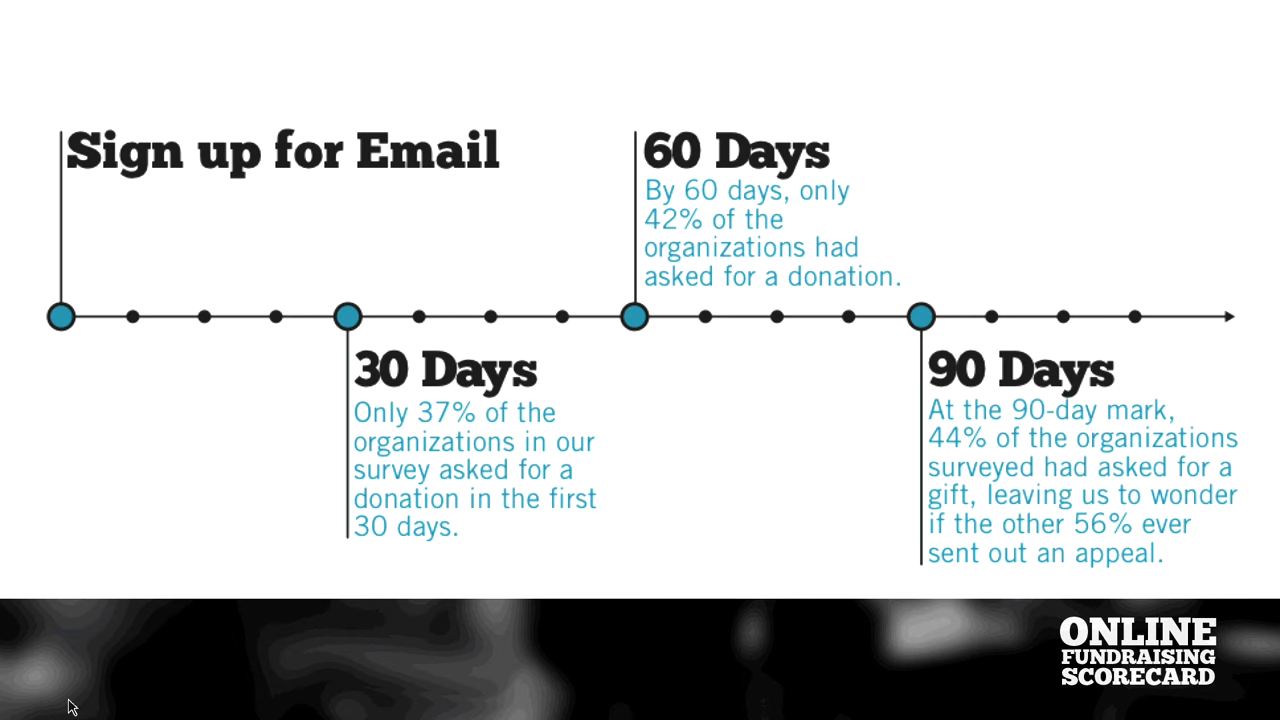 Sign up for Email
60 Days
By 60 days, only
42% of the
organizations had
asked for a donation.
30 Days
Only 37% of the
organizations in our
survey asked for a
donation in the first
30 days.
90 Days
At the 90-day mark,
44% of the organizations
surveyed had asked for a
gift, leaving us to wonder
if the other 56% ever
sent out an appeal.
ONLINE
FUNDRAISING
SCORECARD